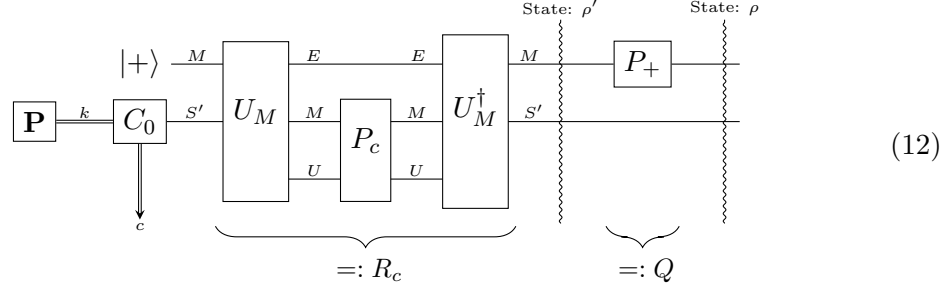 State: ρ′ State: ρ
|+⟩ M E E M
U_M U_M^† P_+
P k C_0 S′ M M S′
P_c
U U
c
=: R_c =: Q
(12)